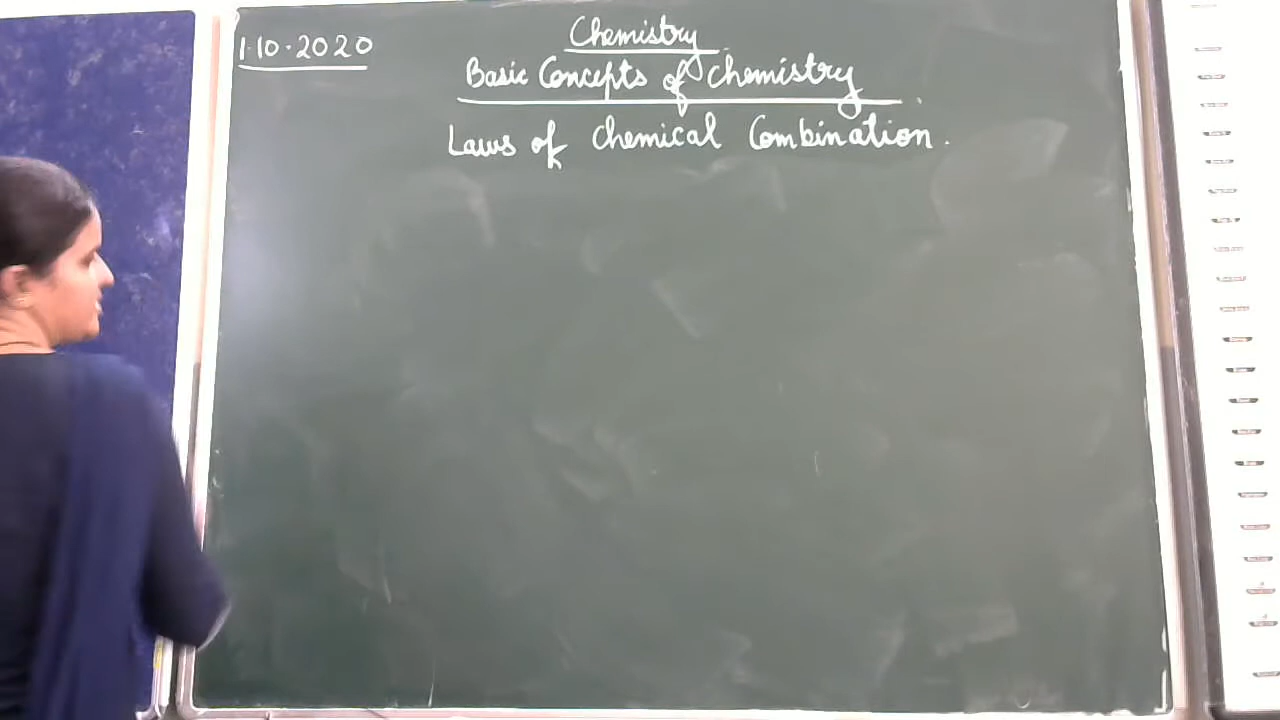 1.10.2020
Chemistry
Basic Concepts of Chemistry
Laws of Chemical Combination.